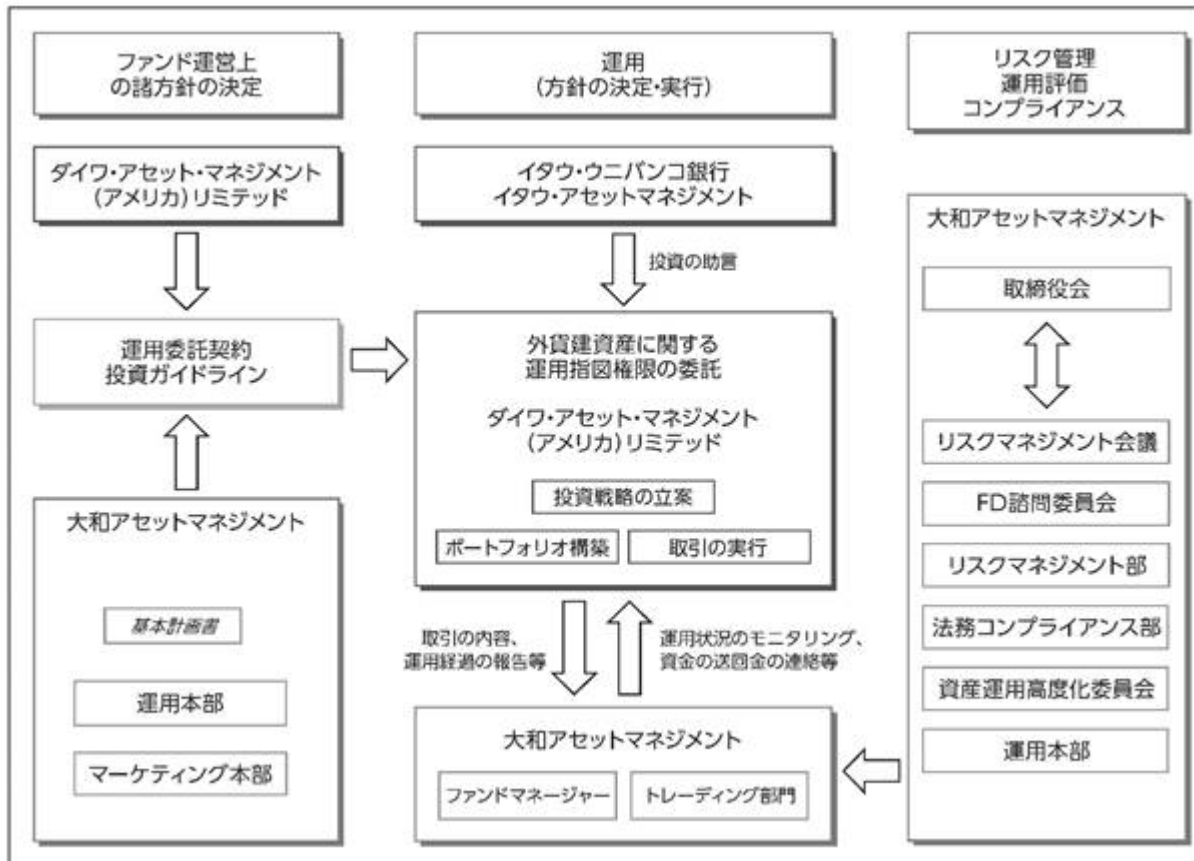 ファンド運営上
の諸方針の決定
ダイワ・アセット・マネジメント
(アメリカ)リミテッド
運用委託契約
投資ガイドライン
大和アセットマネジメント
基本計画書
運用本部
マーケティング本部
運用
(方針の決定・実行)
イタウ・ウニバンコ銀行
イタウ・アセットマネジメント
投資の助言
外貨建資産に関する
運用指図権限の委託
ダイワ・アセット・マネジメント
(アメリカ)リミテッド
投資戦略の立案
ポートフォリオ構築
取引の実行
取引の内容、
運用経過の報告等
運用状況のモニタリング、
資金の送回金の連絡等
大和アセットマネジメント
ファンドマネージャー
トレーディング部門
リスク管理
運用評価
コンプライアンス
大和アセットマネジメント
取締役会
リスクマネジメント会議
FD諮問委員会
リスクマネジメント部
法務コンプライアンス部
資産運用高度化委員会
運用本部